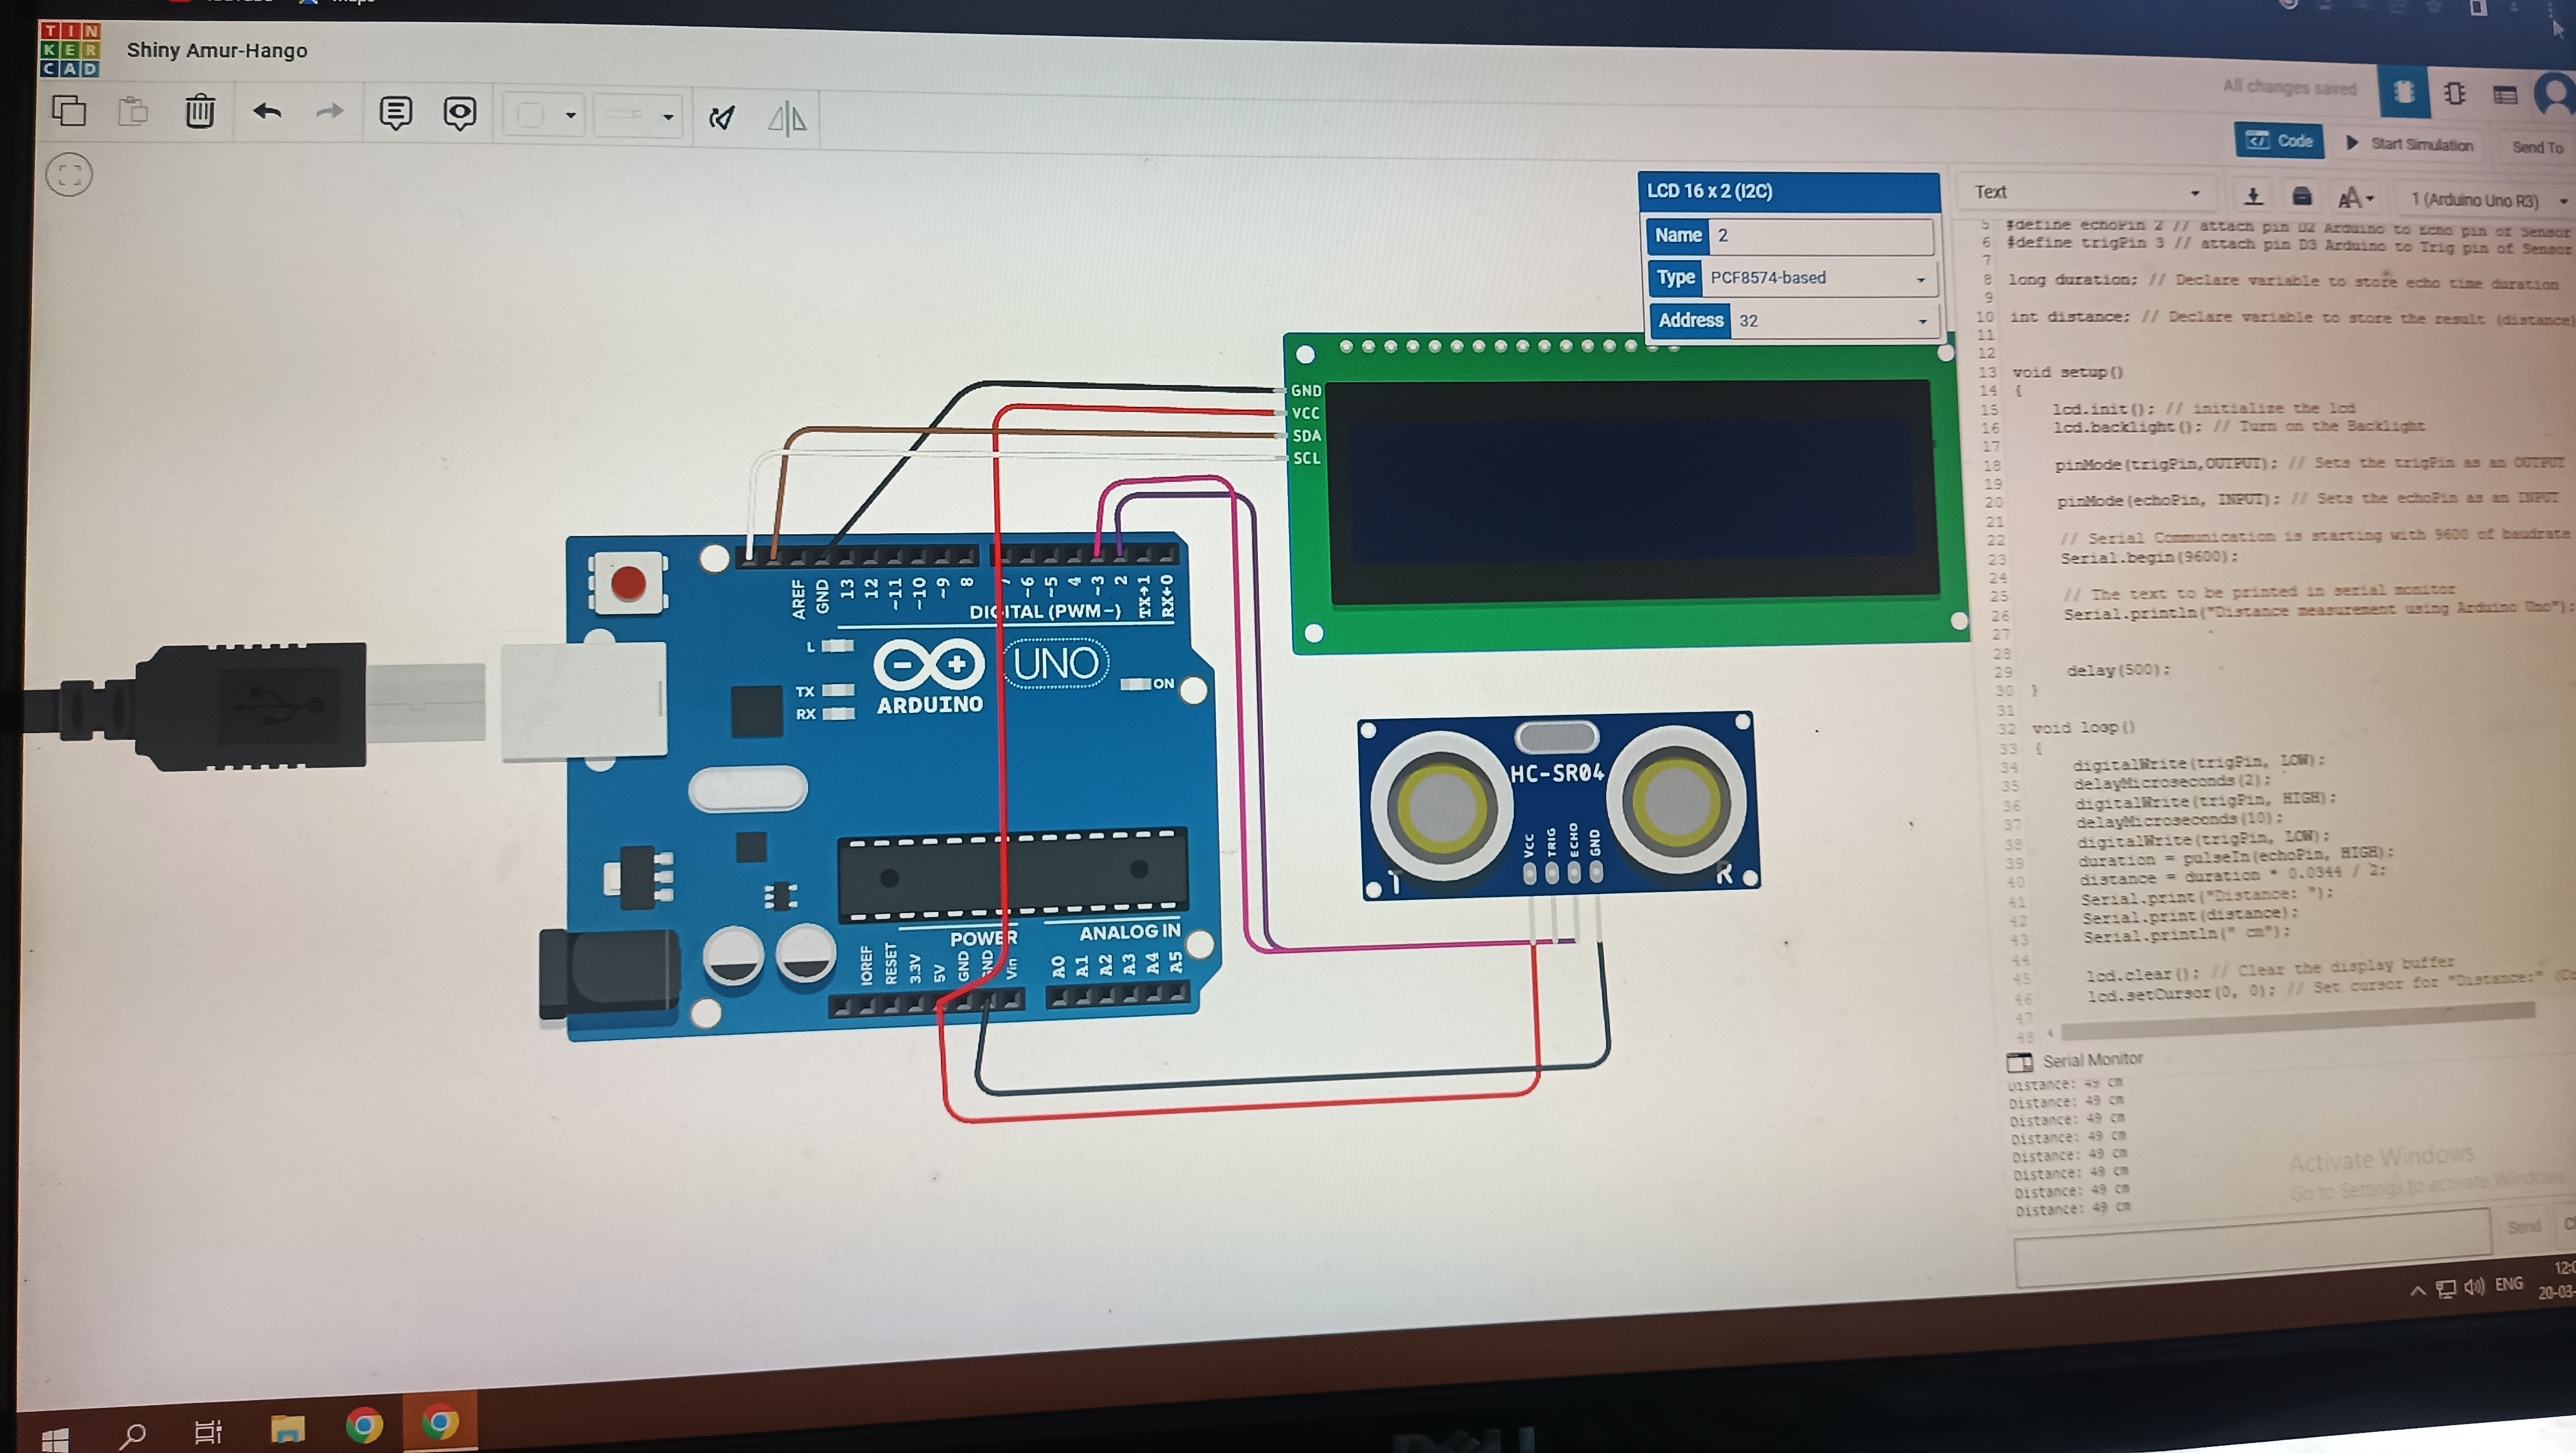 TIN
KER
CAD
Shiny Amur-Hango
All changes saved
Code
Start Simulation
Send To
Text
1 (Arduino Uno R3)
LCD 16 x 2 (I2C)
Name 2
Type PCF8574-based
Address 32
GND
VCC
SDA
SCL
AREF
GND
13
12
~11
~10
~9
8
7
~6
~5
4
~3
2
TX→1
RX←0
DIGITAL (PWM~)
L
TX
RX
UNO
ON
ARDUINO
HC-SR04
VCC
TRIG
ECHO
GND
T
R
POWER
ANALOG IN
IOREF
RESET
3.3V
5V
GND
GND
Vin
A0
A1
A2
A3
A4
A5
5 #define echoPin 2 // attach pin D2 Arduino to Echo pin of Sensor
6 #define trigPin 3 // attach pin D3 Arduino to Trig pin of Sensor
7
8 long duration; // Declare variable to store echo time duration
9
10 int distance; // Declare variable to store the result (distance)
11
12
13 void setup()
14 {
15 lcd.init(); // initialize the lcd
16 lcd.backlight(); // Turn on the Backlight
17
18 pinMode(trigPin,OUTPUT); // Sets the trigPin as an OUTPUT
19
20 pinMode(echoPin, INPUT); // Sets the echoPin as an INPUT
21
22 // Serial Communication is starting with 9600 of baudrate
23 Serial.begin(9600);
24
25 // The text to be printed in serial monitor
26 Serial.println("Distance measurement using Arduino Uno");
27
28
29 delay(500);
30 }
31
32 void loop()
33 {
34 digitalWrite(trigPin, LOW);
35 delayMicroseconds(2);
36 digitalWrite(trigPin, HIGH);
37 delayMicroseconds(10);
38 digitalWrite(trigPin, LOW);
39 duration = pulseIn(echoPin, HIGH);
40 distance = duration * 0.0344 / 2;
41 Serial.print("Distance: ");
42 Serial.print(distance);
43 Serial.println(" cm");
44
45 lcd.clear(); // Clear the display buffer
46 lcd.setCursor(0, 0); // Set cursor for "Distance:"
47
48
Serial Monitor
Distance: 49 cm
Distance: 49 cm
Distance: 49 cm
Distance: 49 cm
Distance: 49 cm
Distance: 49 cm
Distance: 49 cm
Distance: 49 cm
Activate Windows
Go to Settings to activate Windows
Send
ENG